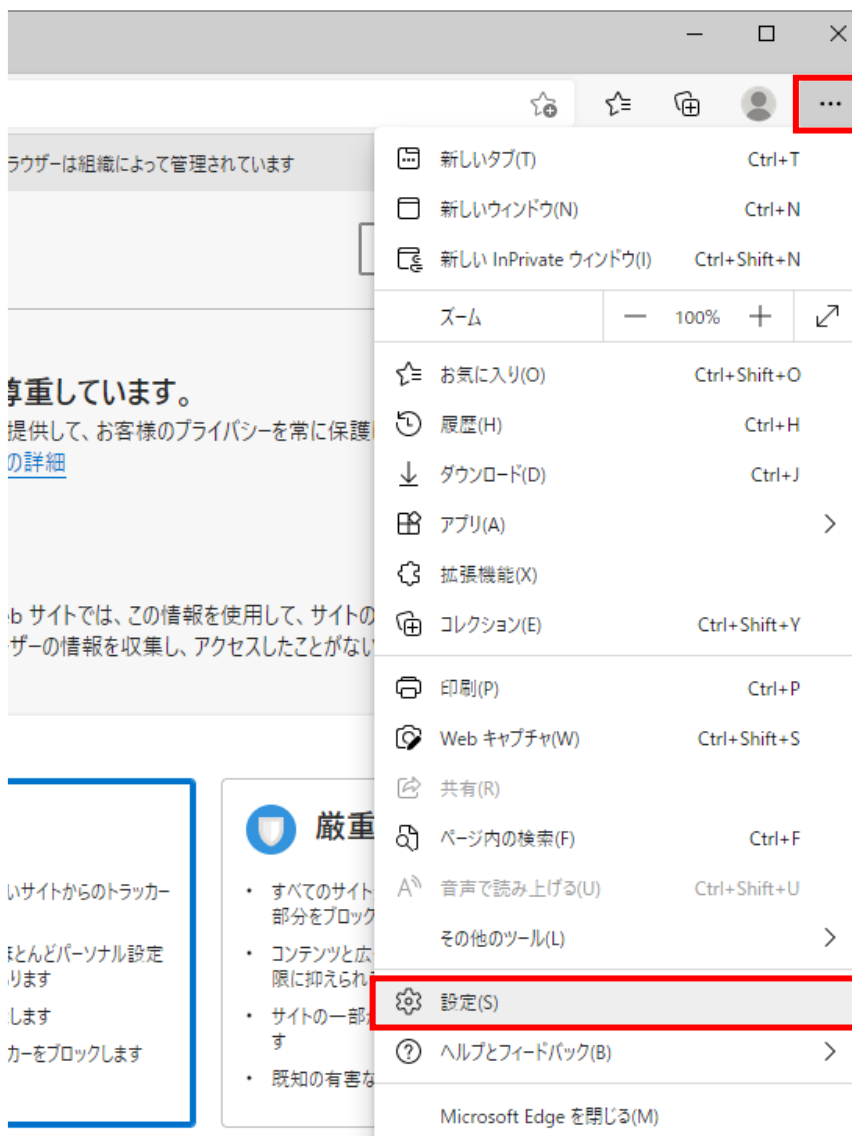 ラウザーは組織によって管理されています
重しています。
提供して、お客様のプライバシーを常に保護
の詳細
eb サイトでは、この情報を使用して、サイトの
ザーの情報を収集し、アクセスしたことがない
いサイトからのトラッカー
ほとんどパーソナル設定
ります
します
カーをブロックします
厳重
• すべてのサイト
部分をブロック
• コンテンツと広
限に抑えられ
• サイトの一部
す
• 既知の有害な
新しいタブ(T) Ctrl+T
新しいウィンドウ(N) Ctrl+N
新しい InPrivate ウィンドウ(I) Ctrl+Shift+N
ズーム — 100% +
お気に入り(O) Ctrl+Shift+O
履歴(H) Ctrl+H
ダウンロード(D) Ctrl+J
アプリ(A)
拡張機能(X)
コレクション(E) Ctrl+Shift+Y
印刷(P) Ctrl+P
Web キャプチャ(W) Ctrl+Shift+S
共有(R)
ページ内の検索(F) Ctrl+F
音声で読み上げる(U) Ctrl+Shift+U
その他のツール(L)
設定(S)
ヘルプとフィードバック(B)
Microsoft Edge を閉じる(M)